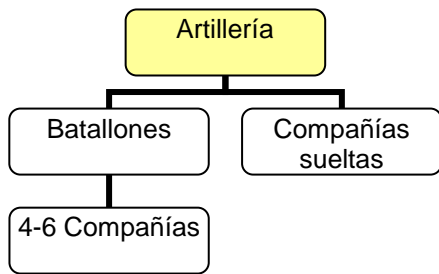 Artillería
Batallones
Compañías
sueltas
4-6 Compañías